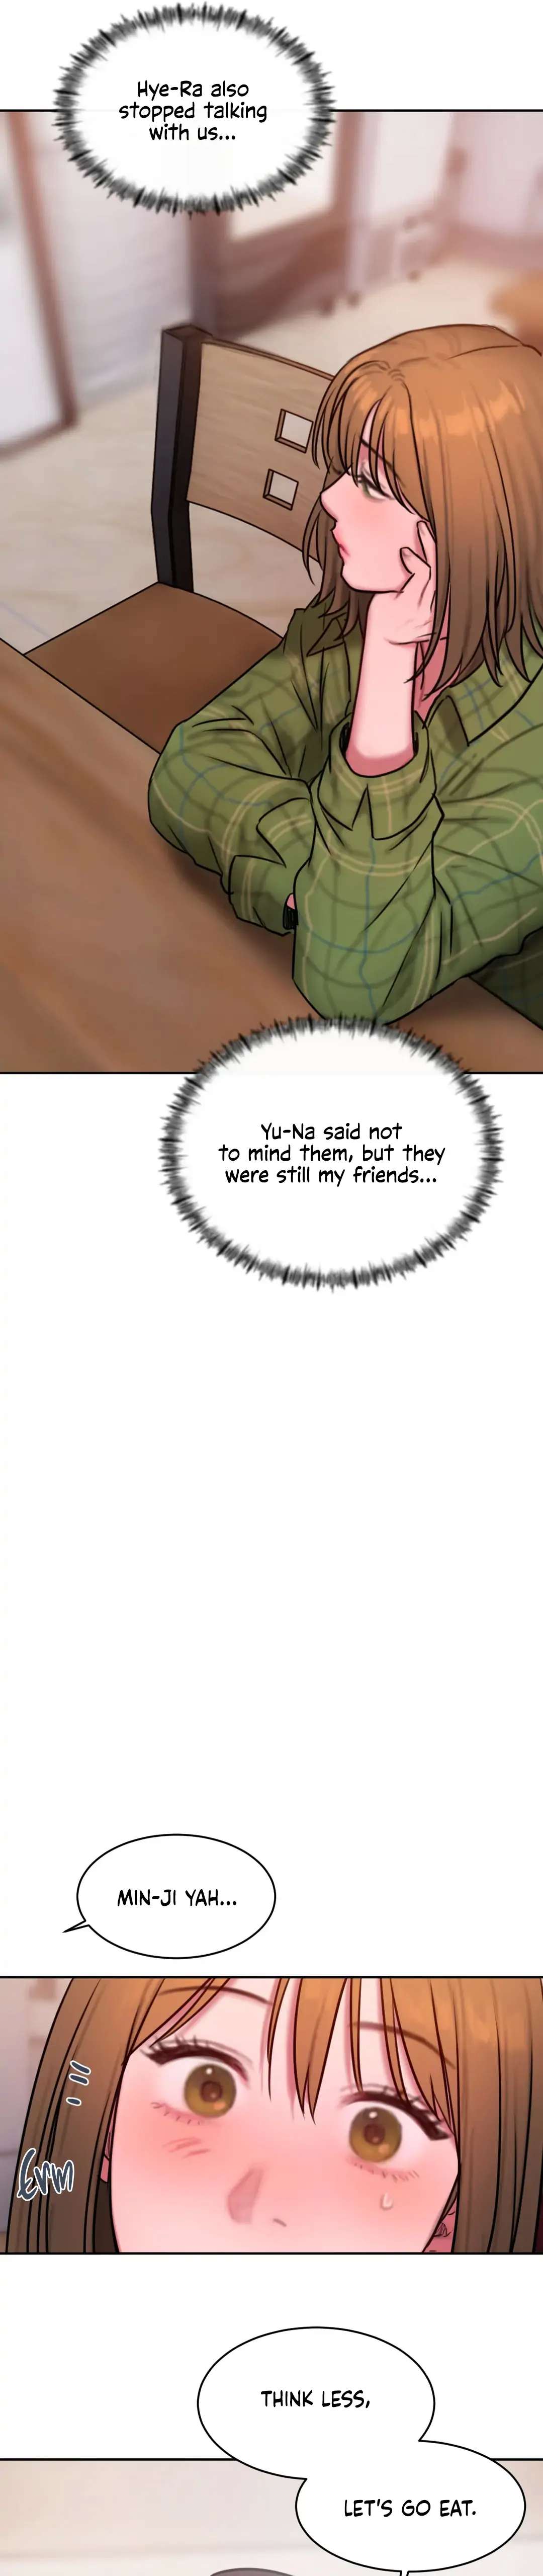 Hye-Ra also
stopped talking
with us...
Yu-Na said not
to mind them, but they
were still my friends...
MIN-JI YAH...
Erm
THINK LESS,
LET'S GO EAT.